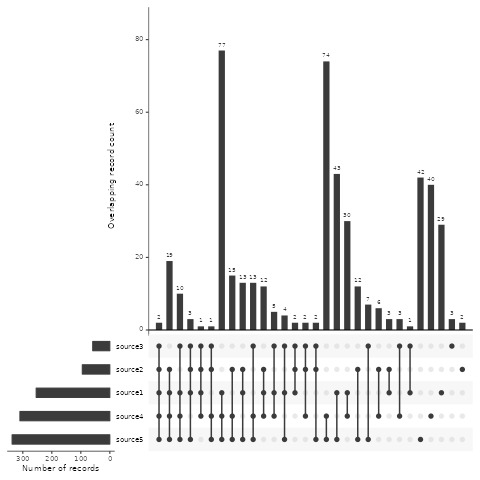 80
60
40
20
0
Overlapping record count
2 19 10 3 1 1 77 15 13 13 12 5 4 2 2 2 74 43 30 12 7 6 3 3 1 42 40 29 3 2
source3
source2
source1
source4
source5
300 200 100 0
Number of records